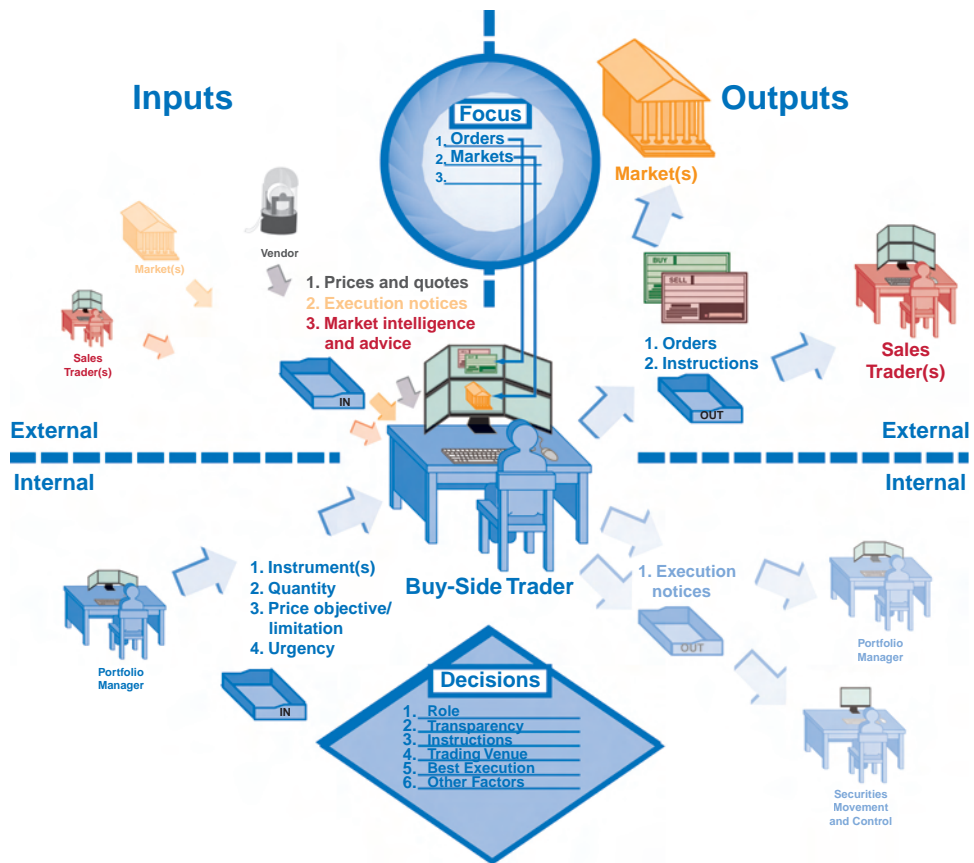 Inputs
Focus
1. Orders
2. Markets
3.
Outputs
Market(s)
Vendor
Market(s)
Sales
Trader(s)
1. Prices and quotes
2. Execution notices
3. Market intelligence
and advice
IN
BUY
SELL
1. Orders
2. Instructions
OUT
Sales
Trader(s)
External
External
Internal
Internal
Portfolio
Manager
1. Instrument(s)
2. Quantity
3. Price objective/
limitation
4. Urgency
IN
Buy-Side Trader
1. Execution
notices
OUT
Portfolio
Manager
Securities
Movement
and Control
Decisions
1. Role
2. Transparency
3. Instructions
4. Trading Venue
5. Best Execution
6. Other Factors